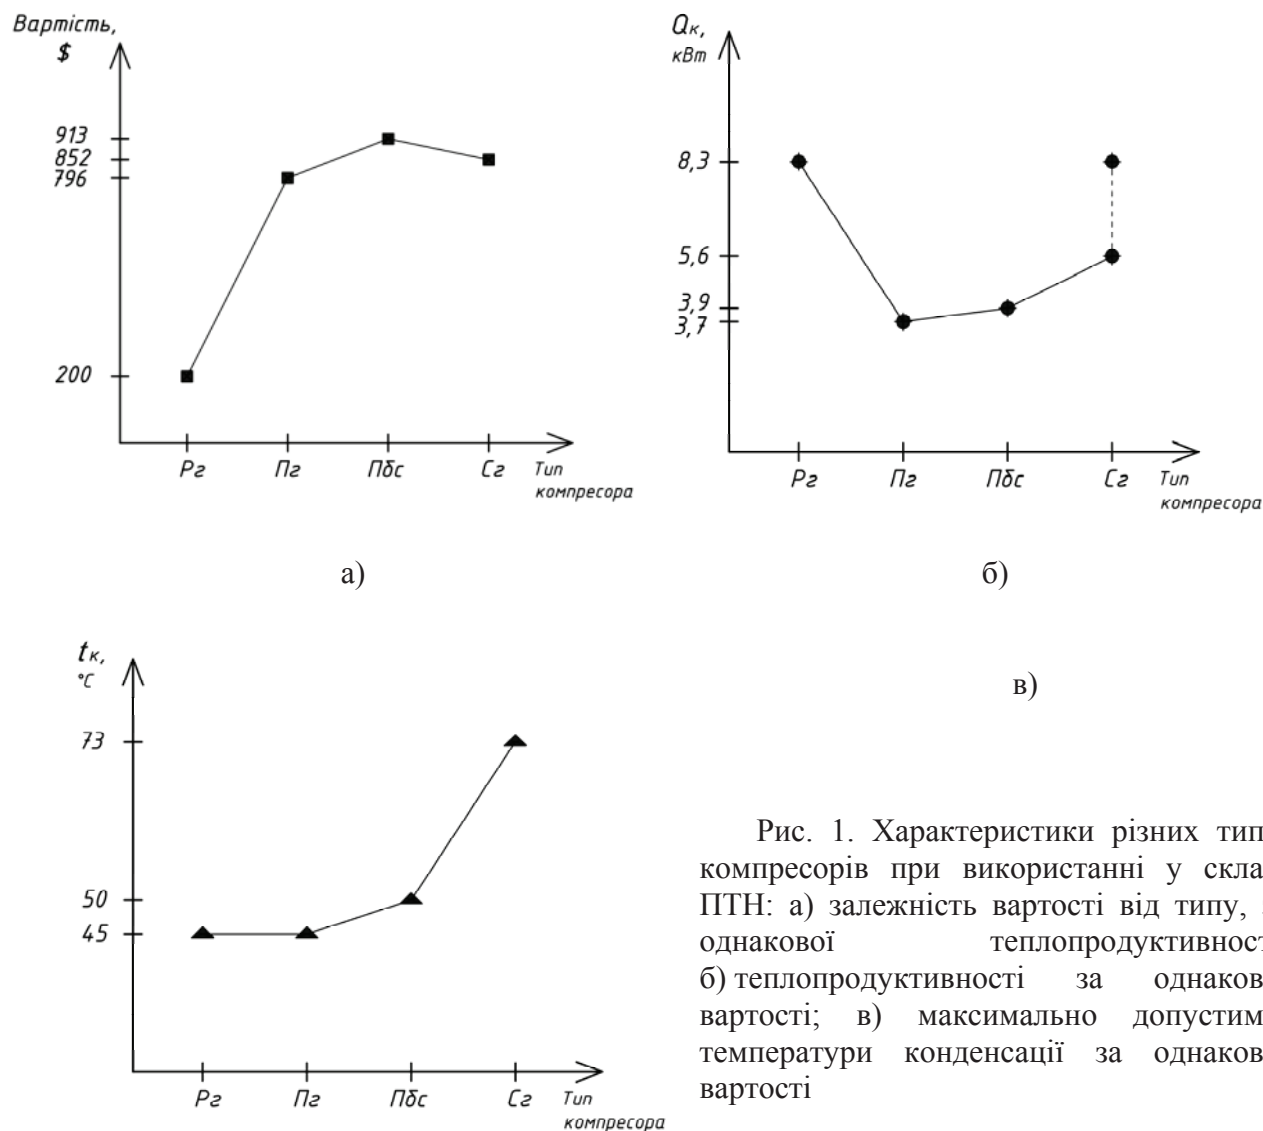 Вартість,
$
913
852
796
200
Рг Пг Пбс Сг Тип
компресора
а)
Qк,
кВт
8,3
5,6
3,9
3,7
Рг Пг Пбс Сг Тип
компресора
б)
tк,
°С
73
50
45
Рг Пг Пбс Сг Тип
компресора
в)
Рис. 1. Характеристики різних тип
компресорів при використанні у скла
ПТН: а) залежність вартості від типу,
однакової теплопродуктивност
б) теплопродуктивності за однаков
вартості; в) максимально допустим
температури конденсації за однаков
вартості